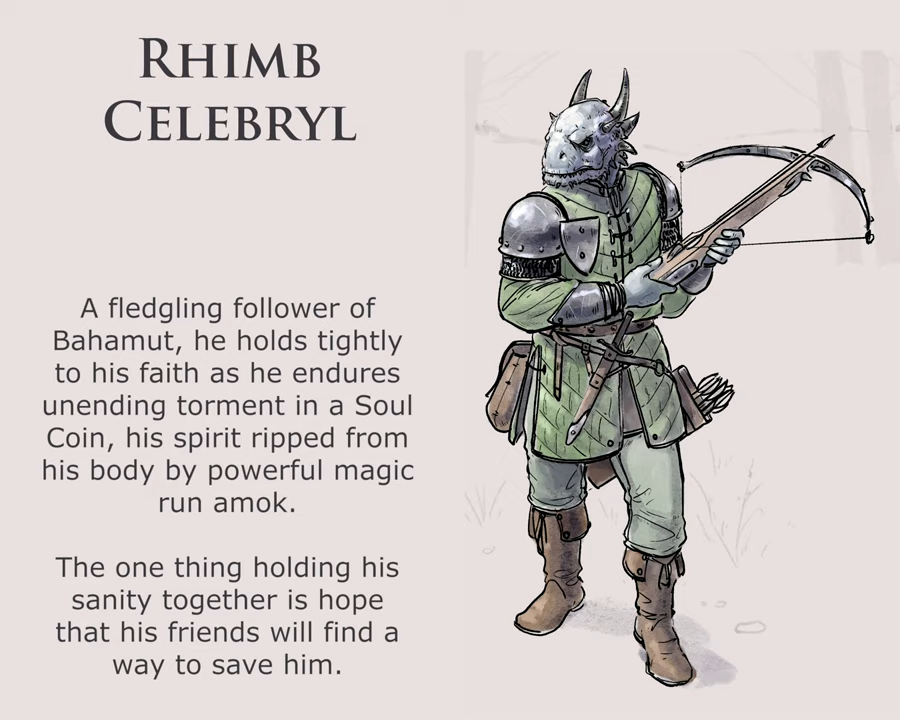 Rhimb
Celebryl
A fledgling follower of
Bahamut, he holds tightly
to his faith as he endures
unending torment in a Soul
Coin, his spirit ripped from
his body by powerful magic
run amok.
The one thing holding his
sanity together is hope
that his friends will find a
way to save him.